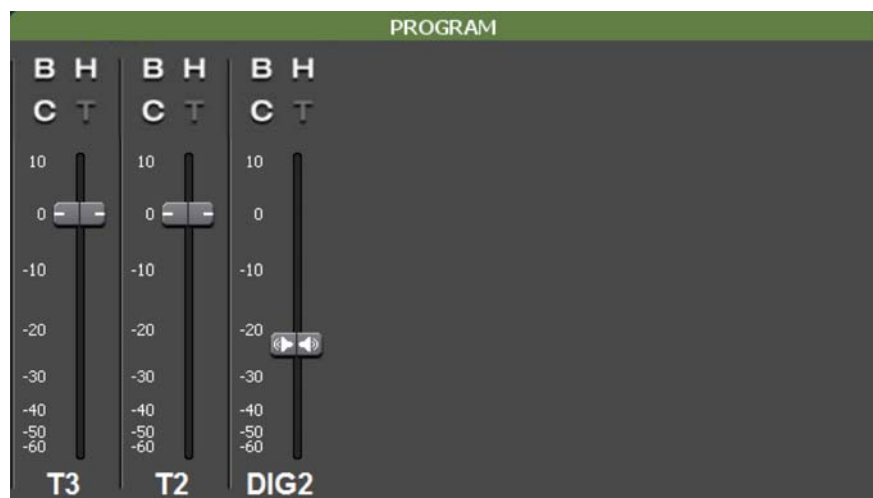 PROGRAM
B H B H B H
C T C T C T
10 10 10
0 0 0
-10 -10 -10
-20 -20 -20
-30 -30 -30
-40 -40 -40
-50 -50 -50
-60 -60 -60
T3 T2 DIG2